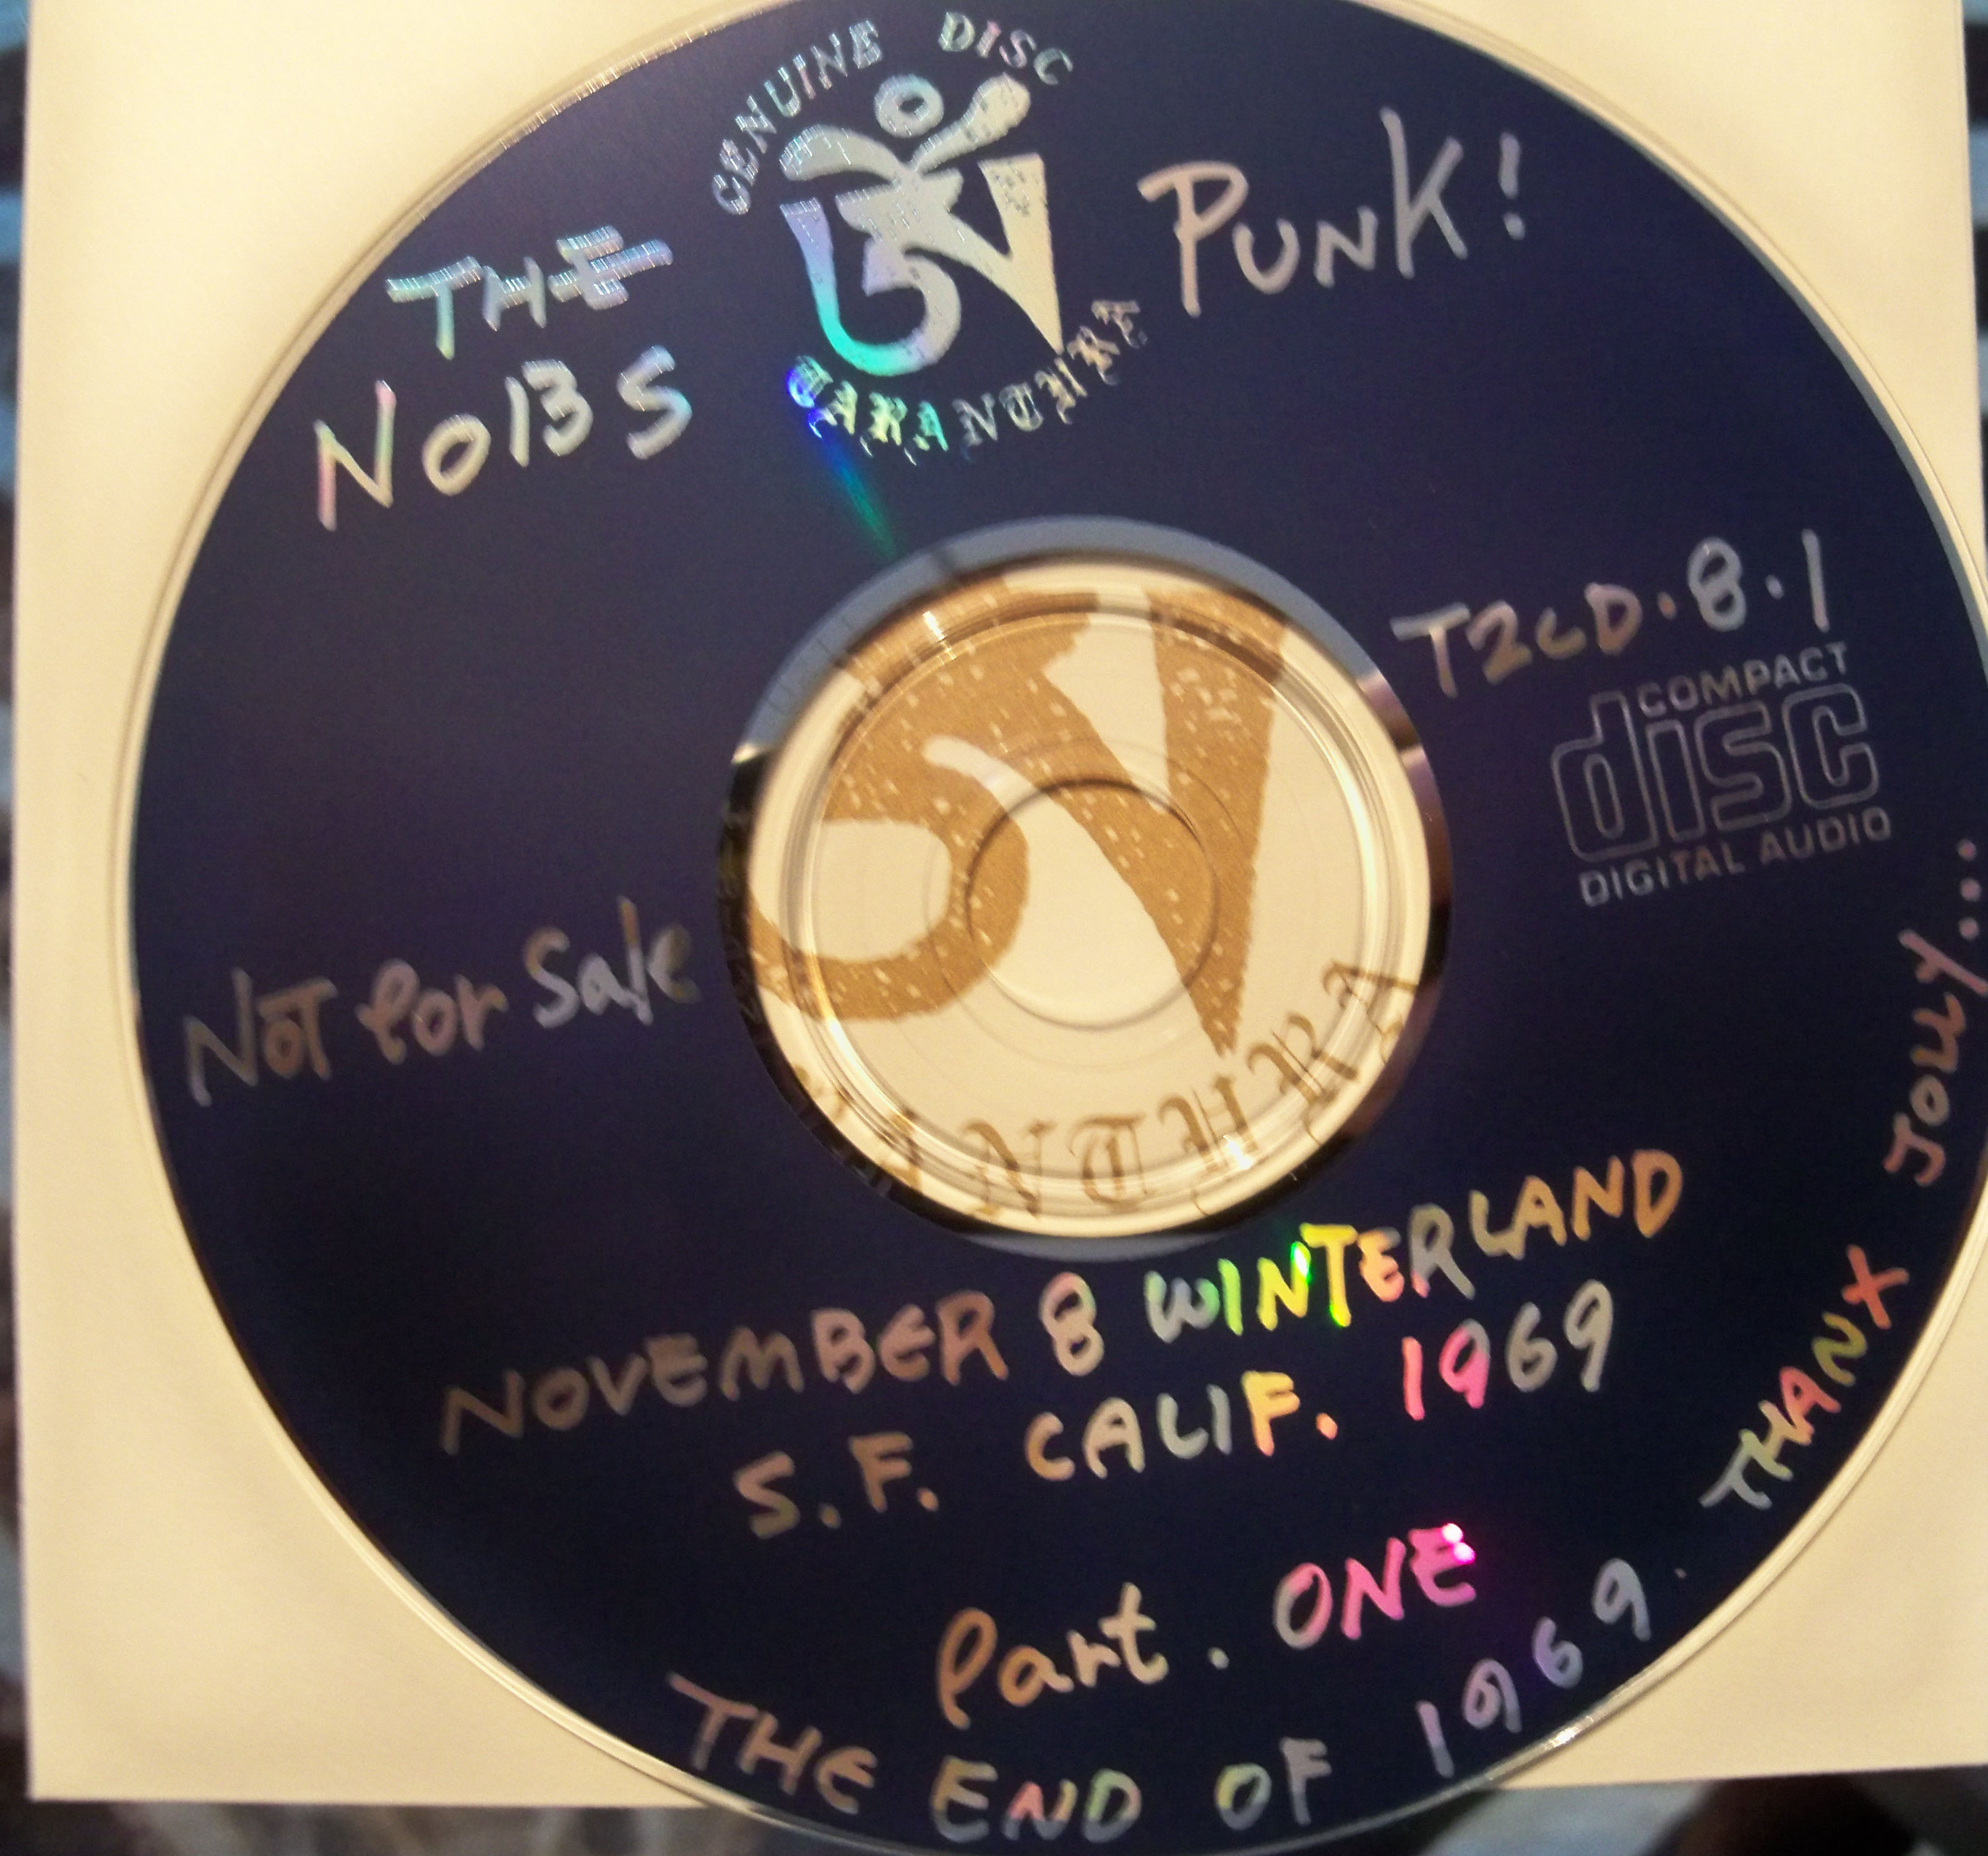 GENUINE DISC
TARANTURA
THE
NO13S
PUNK!
T2CD.8.1
COMPACT
disc
DIGITAL AUDIO
Not for Sale
NOVEMBER 8 WINTERLAND
S.F. CALIF. 1969
Part. ONE
THE END OF 1969.
THANX JOLLY...